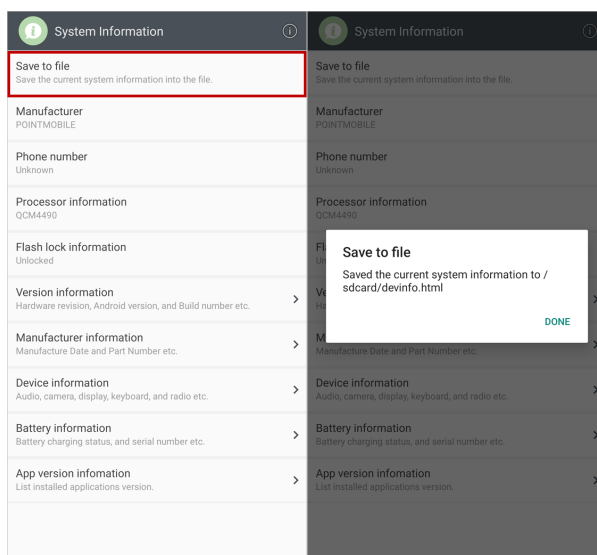 System Information
Save to file
Save the current system information into the file.
Manufacturer
POINTMOBILE
Phone number
Unknown
Processor information
QCM4490
Flash lock information
Unlocked
Version information
Hardware revision, Android version, and Build number etc.
Manufacturer information
Manufacture Date and Part Number etc.
Device information
Audio, camera, display, keyboard, and radio etc.
Battery information
Battery charging status, and serial number etc.
App version infomation
List installed applications version.
System Information
Save to file
Save the current system information into the file.
Manufacturer
POINTMOBILE
Phone number
Unknown
Processor information
QCM4490
Save to file
Saved the current system information to /
sdcard/devinfo.html
DONE
Manufacture Date and Part Number etc.
Device information
Audio, camera, display, keyboard, and radio etc.
Battery information
Battery charging status, and serial number etc.
App version infomation
List installed applications version.